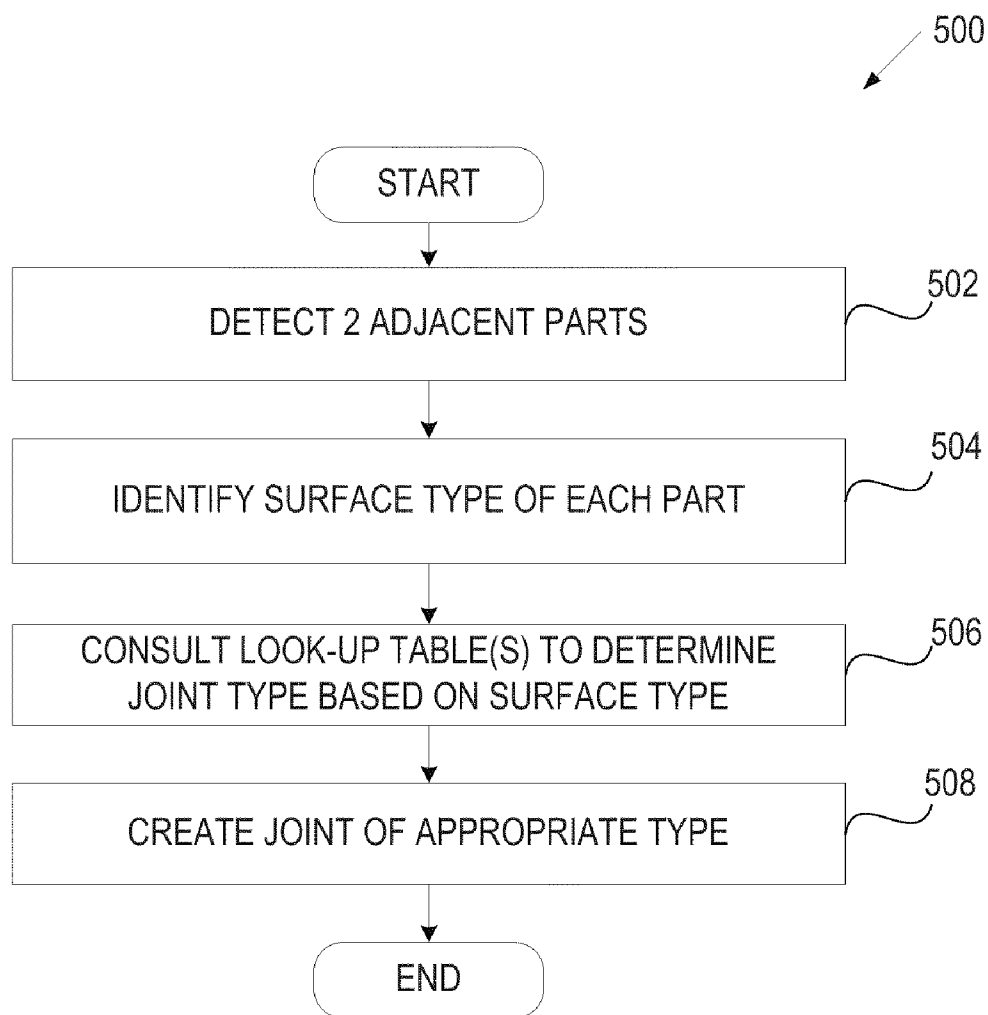 500
START
DETECT 2 ADJACENT PARTS
502
IDENTIFY SURFACE TYPE OF EACH PART
504
CONSULT LOOK-UP TABLE(S) TO DETERMINE
JOINT TYPE BASED ON SURFACE TYPE
506
CREATE JOINT OF APPROPRIATE TYPE
508
END